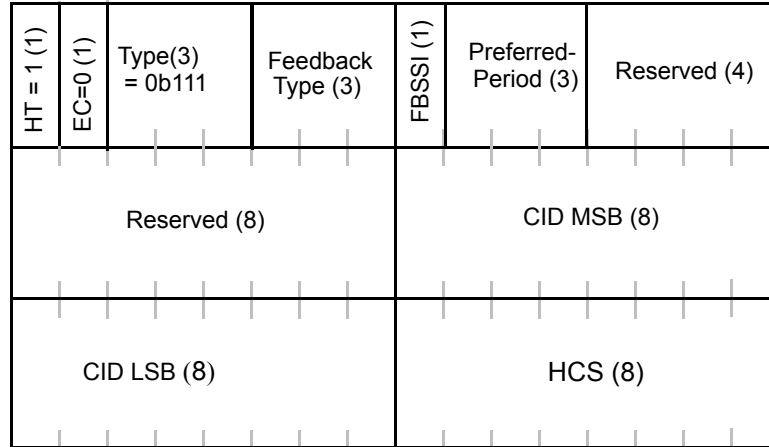 HT = 1 (1)
EC=0 (1)
Type(3)
= 0b111
Feedback
Type (3)
FBSSI (1)
Preferred-
Period (3)
Reserved (4)
Reserved (8)
CID MSB (8)
CID LSB (8)
HCS (8)